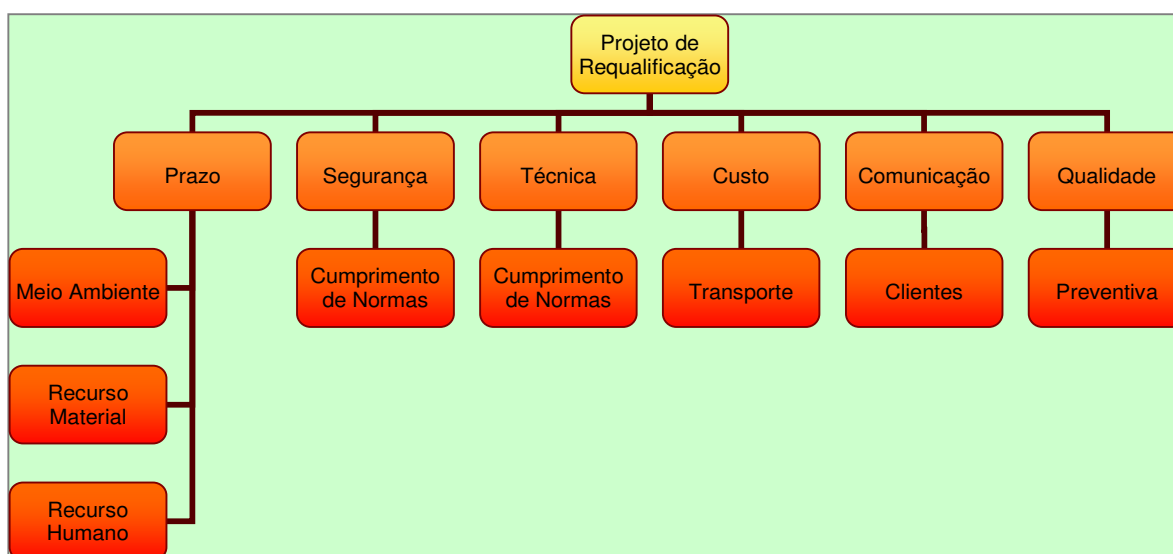 Projeto de
Requalificação
Prazo
Segurança
Técnica
Custo
Comunicação
Qualidade
Meio Ambiente
Cumprimento
de Normas
Cumprimento
de Normas
Transporte
Clientes
Preventiva
Recurso
Material
Recurso
Humano